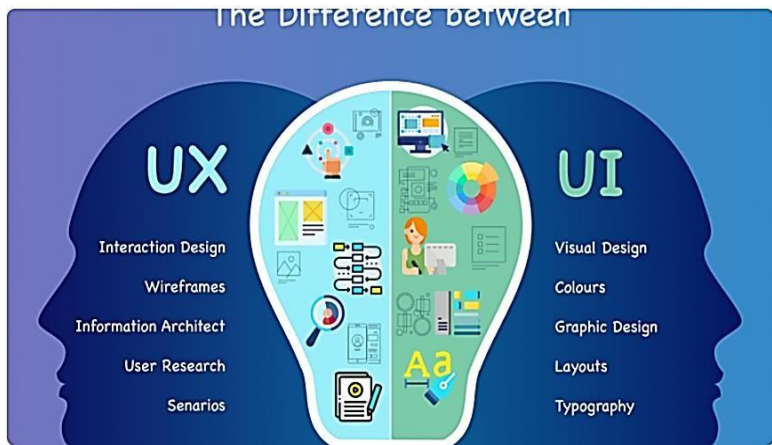 The Difference between
UX
Interaction Design
Wireframes
Information Architect
User Research
Senarios
Aa
UI
Visual Design
Colours
Graphic Design
Layouts
Typography